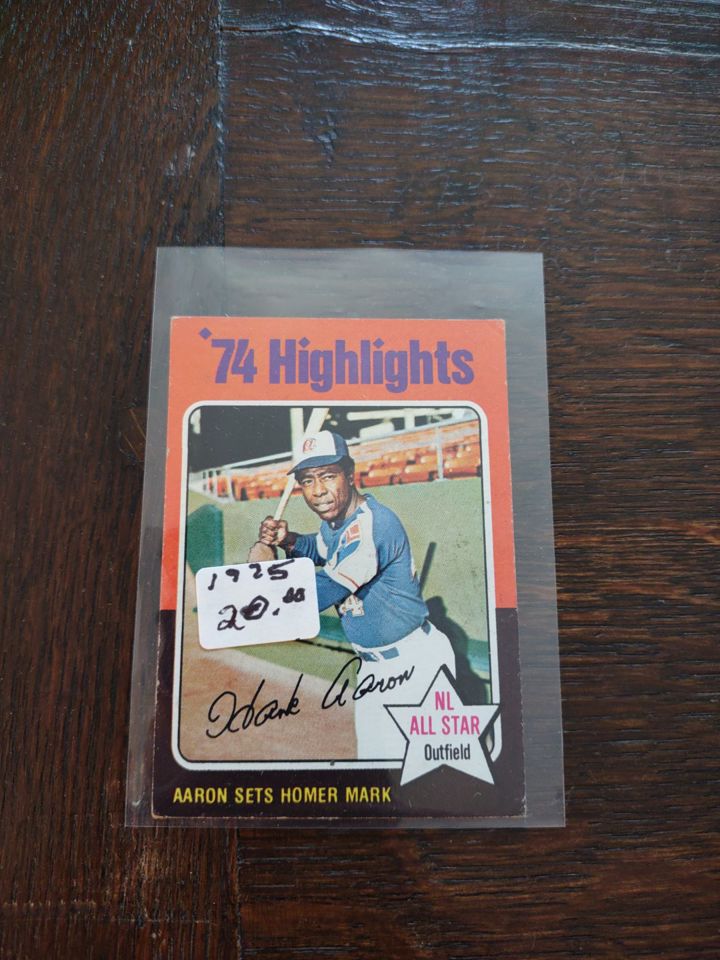 '74 Highlights
1975
20.00
Hank Aaron
NL
ALL STAR
Outfield
AARON SETS HOMER MARK